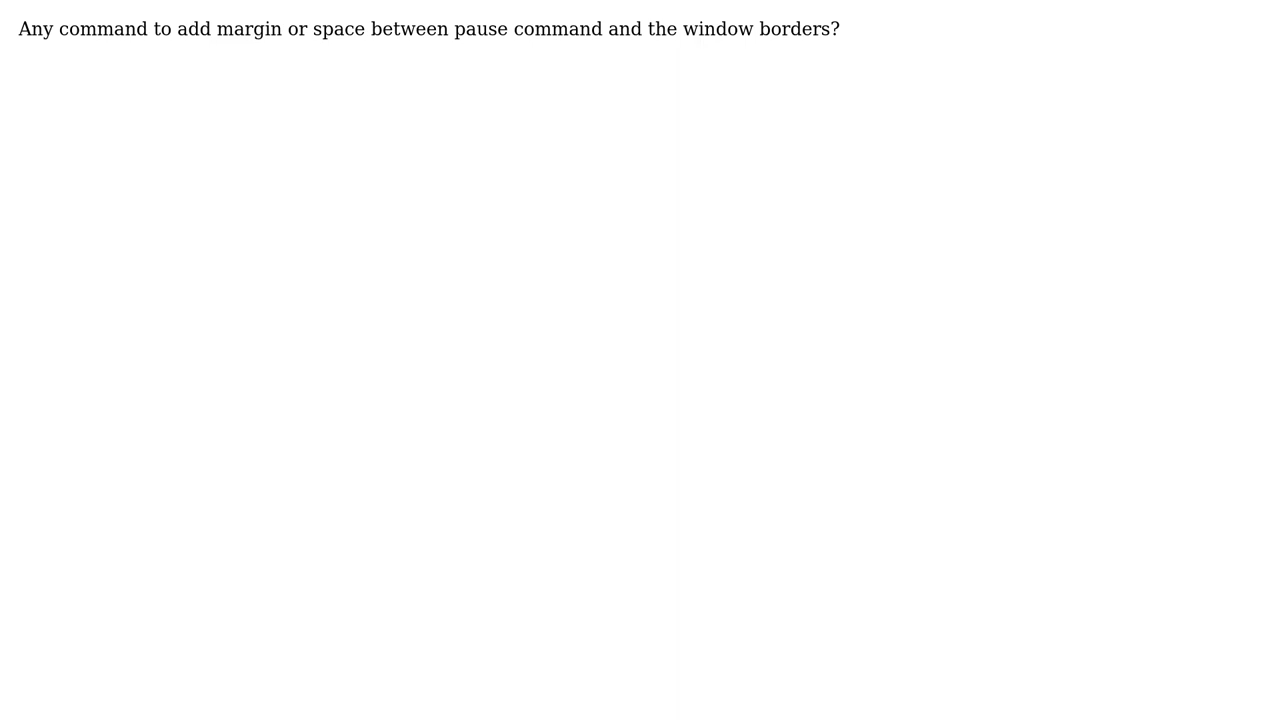 Any command to add margin or space between pause command and the window borders?